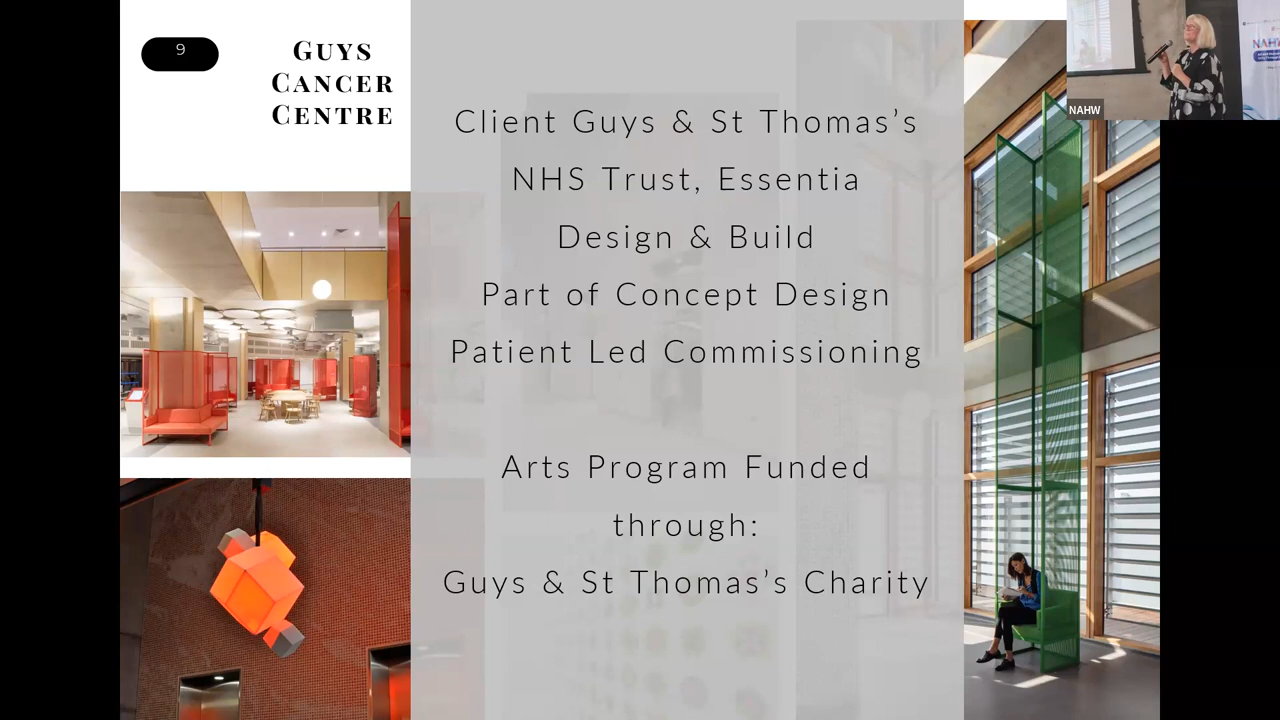 9
GUYS
CANCER
CENTRE
Client Guys & St Thomas’s
NHS Trust, Essentia
Design & Build
Part of Concept Design
Patient Led Commissioning
Arts Program Funded
through:
Guys & St Thomas’s Charity
NAHW